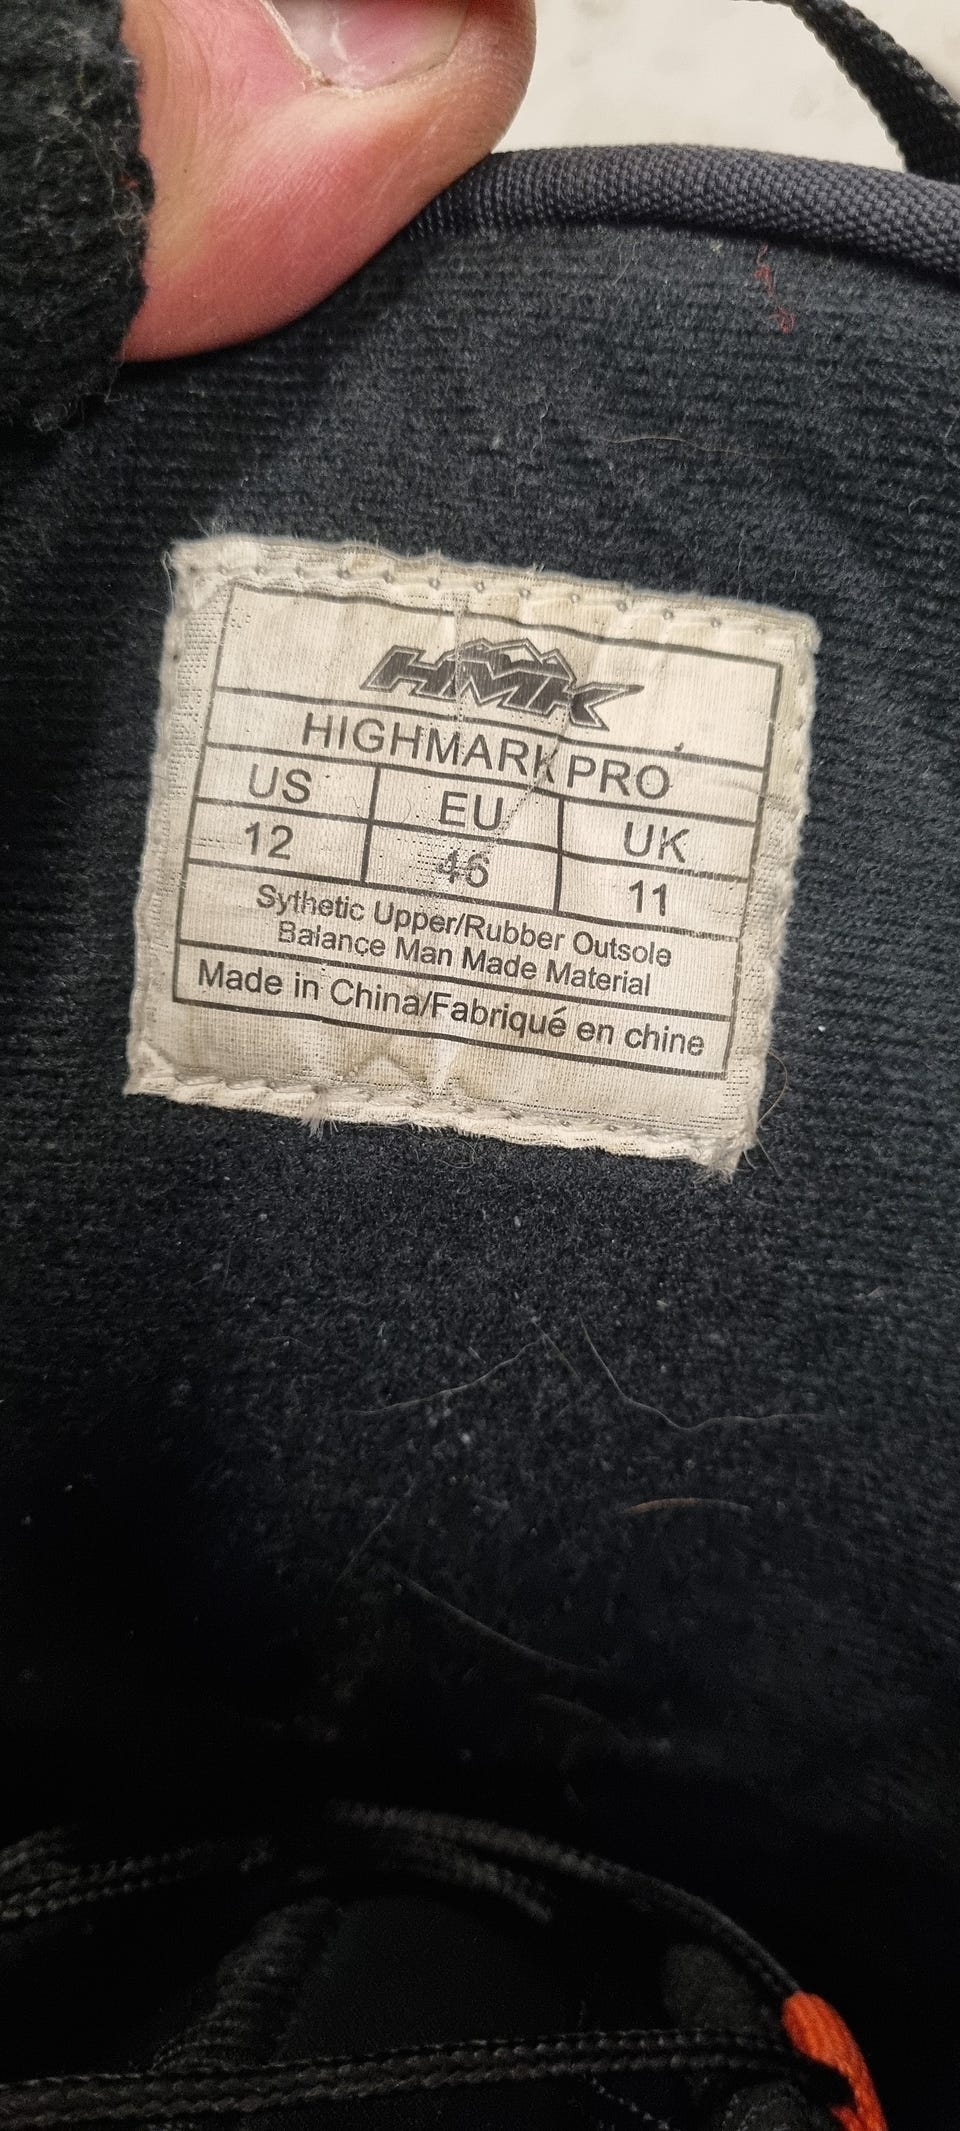 HMK
HIGHMARK PRO
US EU UK
12 46 11
Sythetic Upper/Rubber Outsole
Balance Man Made Material
Made in China/Fabriqué en chine